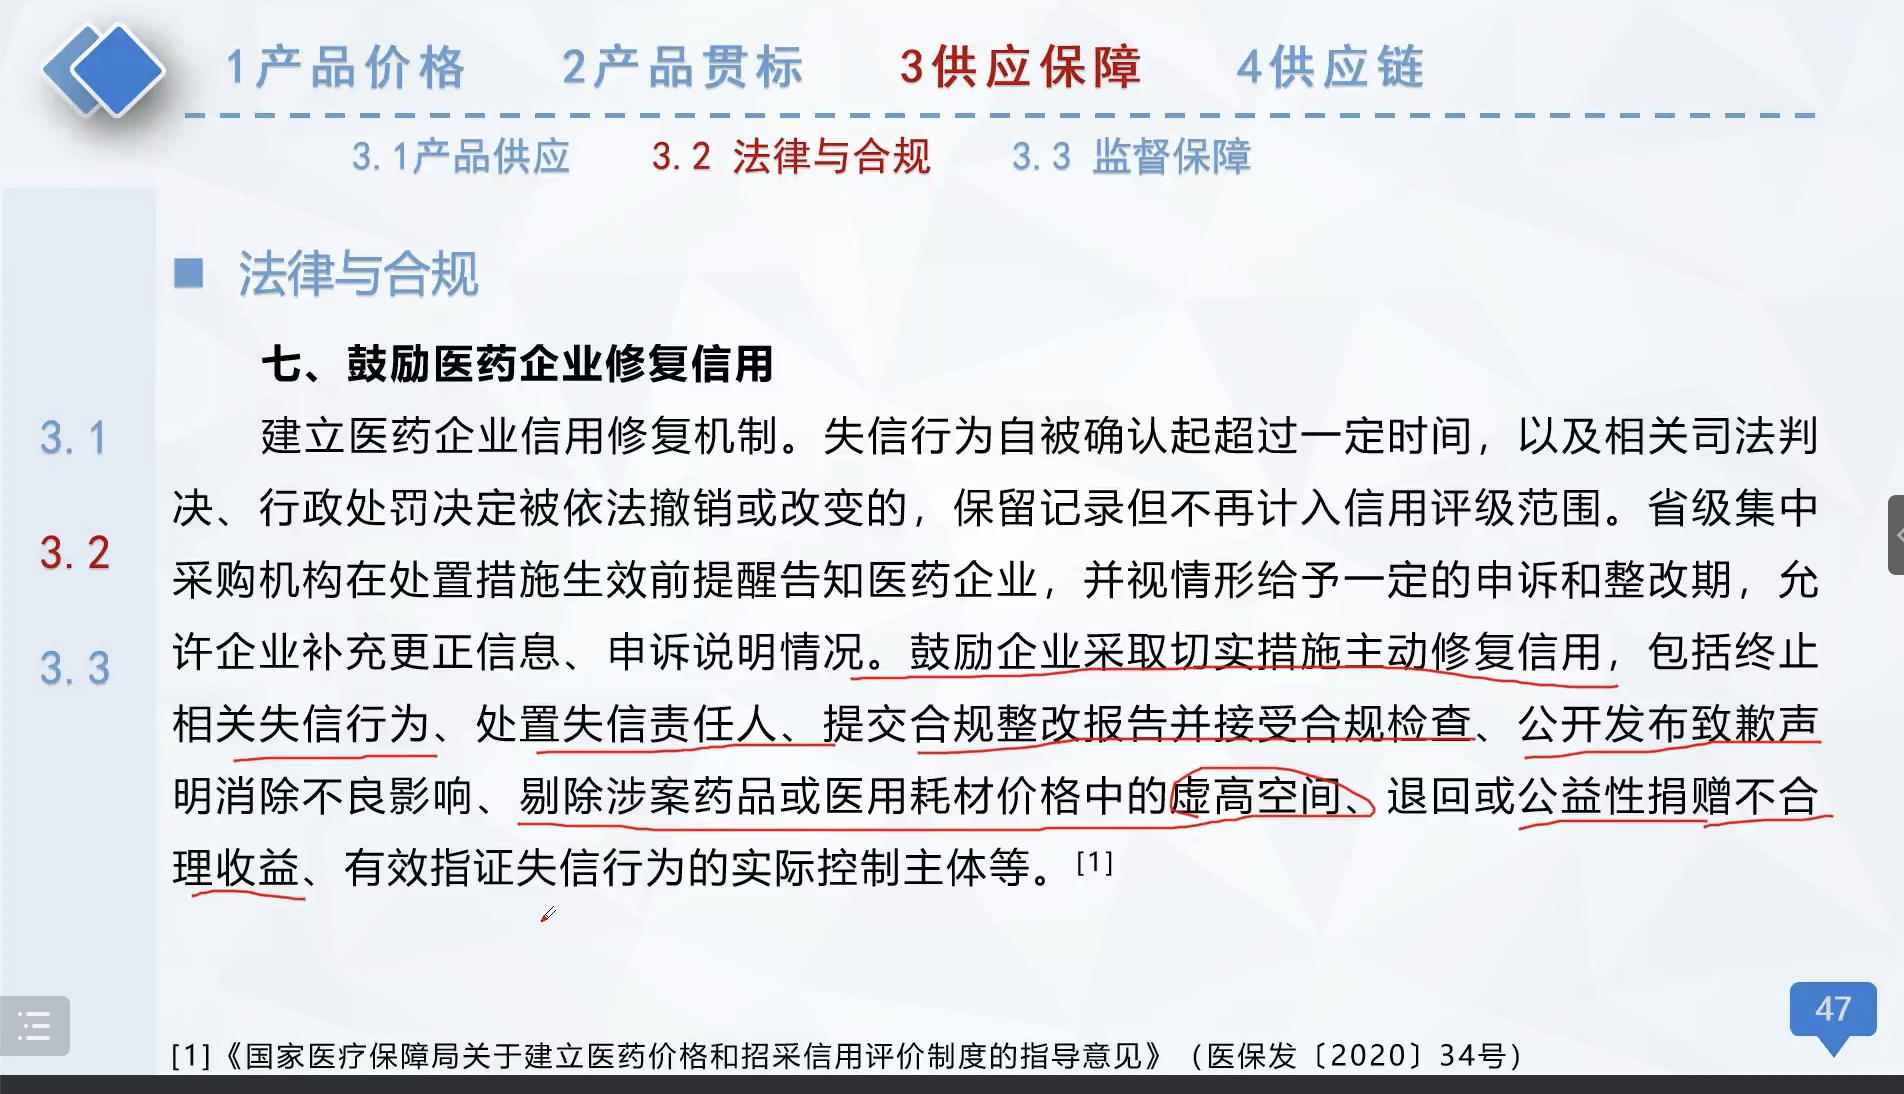 1产品价格 2产品贯标 3供应保障 4供应链
3.1产品供应 3.2 法律与合规 3.3 监督保障
法律与合规
七、鼓励医药企业修复信用
建立医药企业信用修复机制。失信行为自被确认起超过一定时间，以及相关司法判
决、行政处罚决定被依法撤销或改变的，保留记录但不再计入信用评级范围。省级集中
采购机构在处置措施生效前提醒告知医药企业，并视情形给予一定的申诉和整改期，允
许企业补充更正信息、申诉说明情况。鼓励企业采取切实措施主动修复信用，包括终止
相关失信行为、处置失信责任人、提交合规整改报告并接受合规检查、公开发布致歉声
明消除不良影响、剔除涉案药品或医用耗材价格中的虚高空间、退回或公益性捐赠不合
理收益、有效指证失信行为的实际控制主体等。[1]
3.1
3.2
3.3
47
[1]《国家医疗保障局关于建立医药价格和招采信用评价制度的指导意见》（医保发〔2020〕34号）